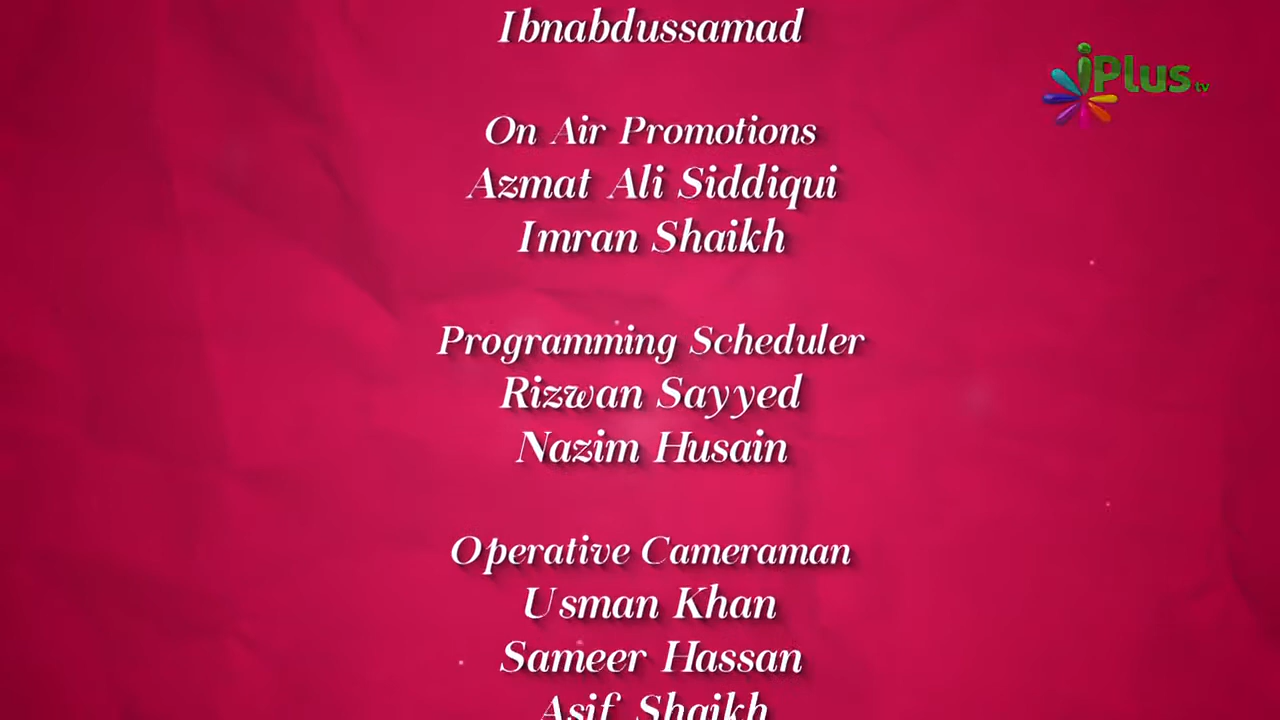 Ibnabdussamad
iPlus tv
On Air Promotions
Azmat Ali Siddiqui
Imran Shaikh
Programming Scheduler
Rizwan Sayyed
Nazim Husain
Operative Cameraman
Usman Khan
Sameer Hassan
Asif Shaikh